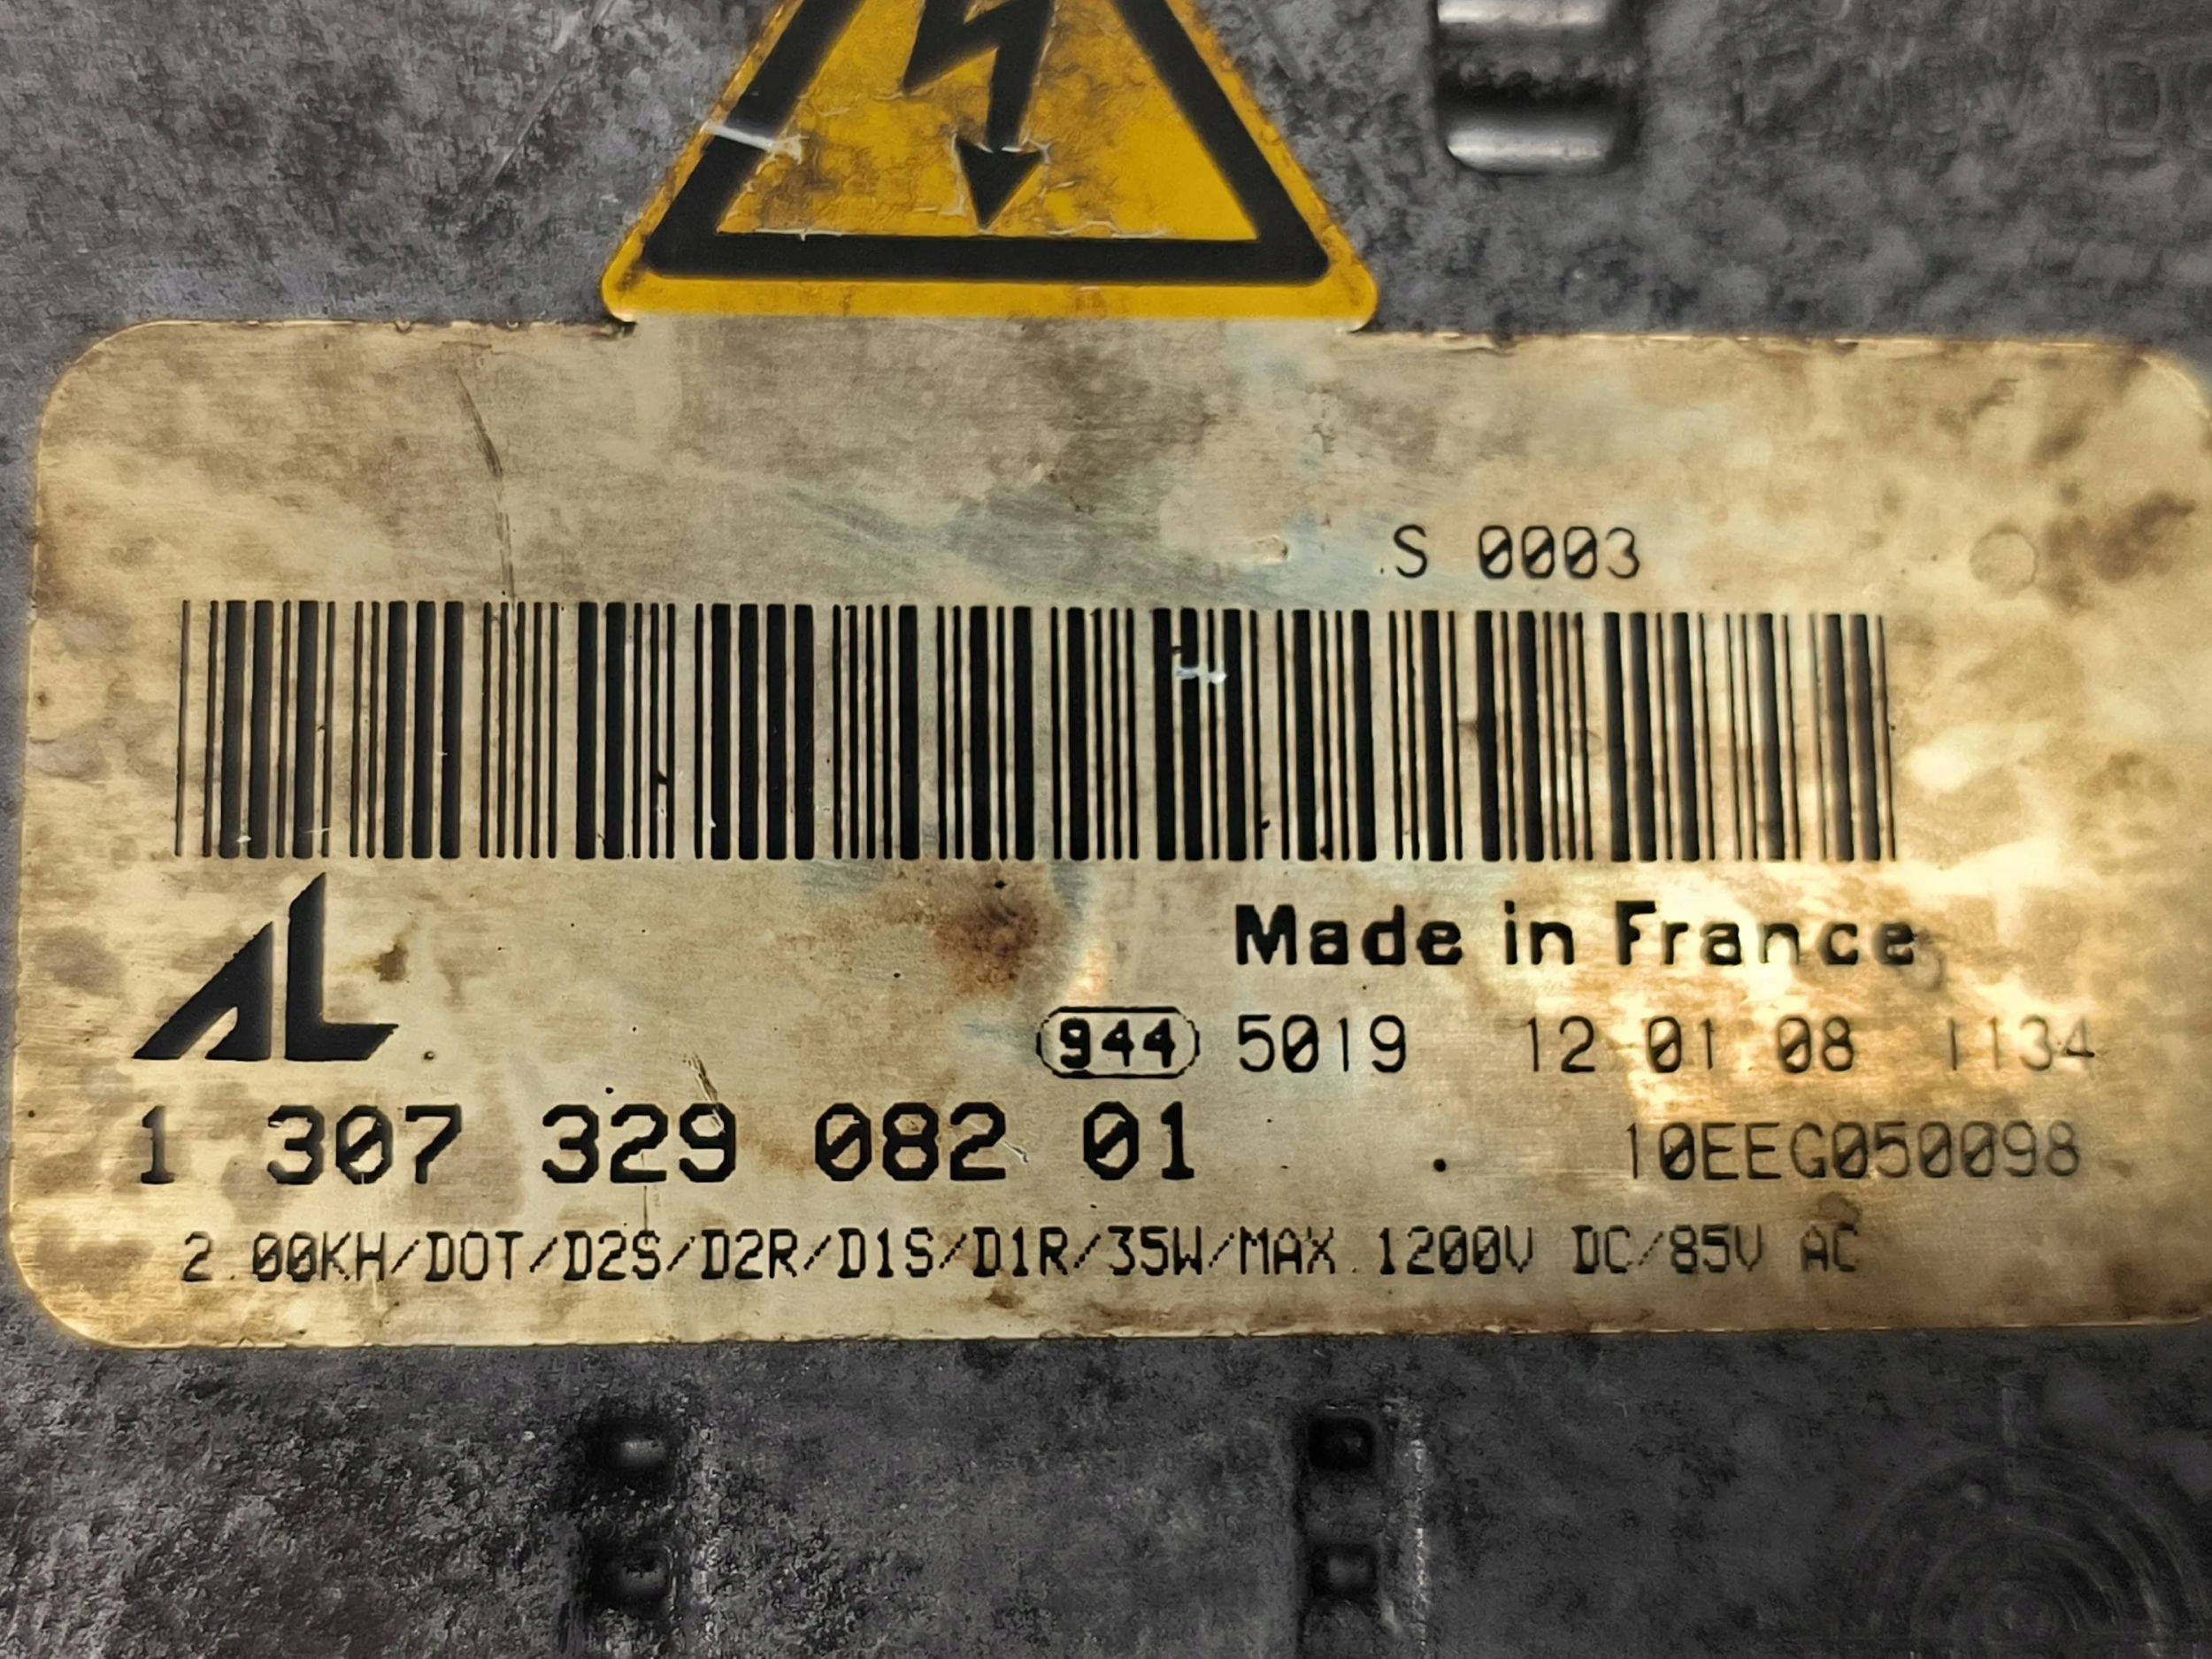 S 0003
AL
Made in France
944 5019 12 01 08 1134
1 307 329 082 01 10EEG050098
2.00KH/DOT/D2S/D2R/D1S/D1R/35W/MAX.1200V DC/85V AC